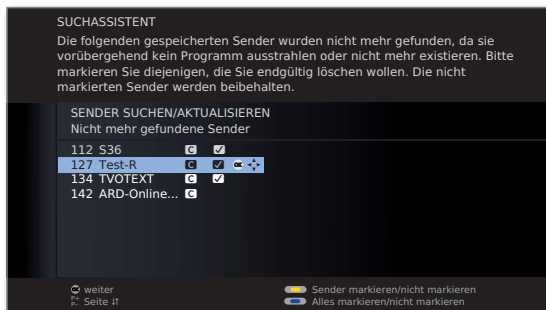 SUCHASSISTENT
Die folgenden gespeicherten Sender wurden nicht mehr gefunden, da sie
vorübergehend kein Programm ausstrahlen oder nicht mehr existieren. Bitte
markieren Sie diejenigen, die Sie endgültig löschen wollen. Die nicht
markierten Sender werden beibehalten.
SENDER SUCHEN/AKTUALISIEREN
Nicht mehr gefundene Sender
112 S36 C
127 Test-R C OK
134 TVOTEXT C
142 ARD-Online... C
OK weiter
P+ P- Seite ↓↑
Sender markieren/nicht markieren
Alles markieren/nicht markieren